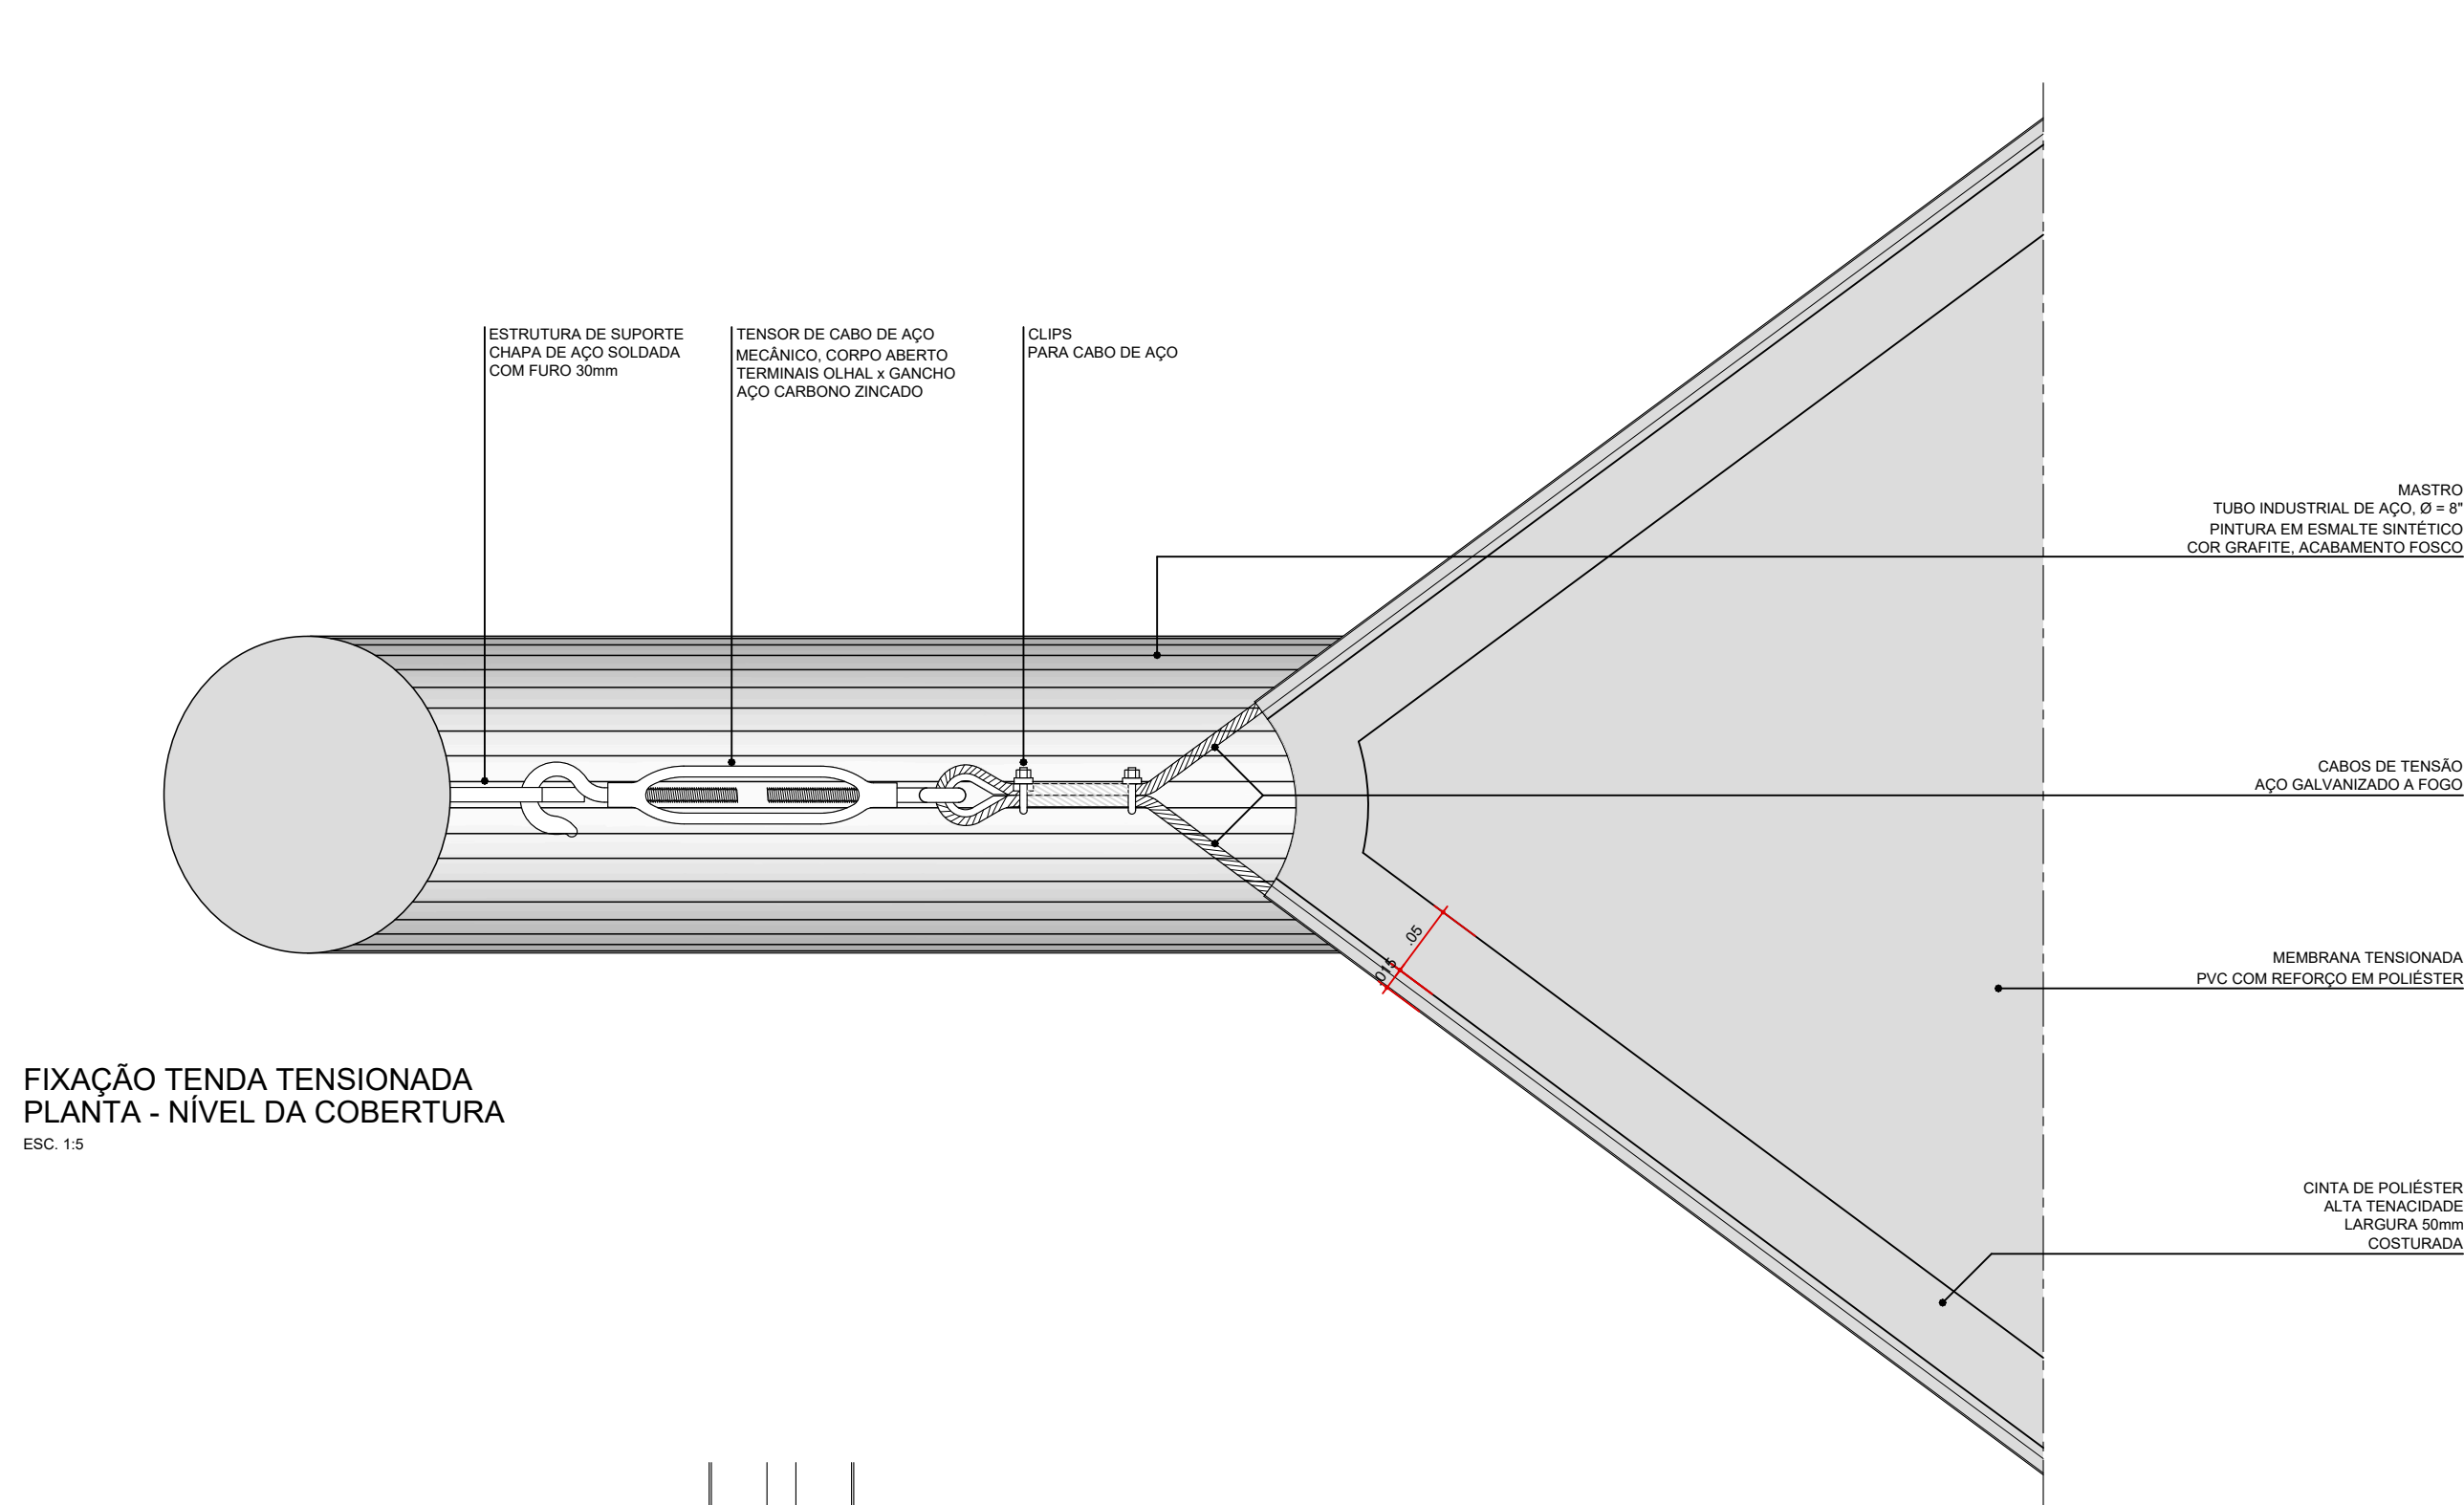 ESTRUTURA DE SUPORTE
CHAPA DE AÇO SOLDADA
COM FURO 30mm
TENSOR DE CABO DE AÇO
MECÂNICO, CORPO ABERTO
TERMINAIS OLHAL x GANCHO
AÇO CARBONO ZINCADO
CLIPS
PARA CABO DE AÇO
MASTRO
TUBO INDUSTRIAL DE AÇO, Ø = 8"
PINTURA EM ESMALTE SINTÉTICO
COR GRAFITE, ACABAMENTO FOSCO
CABOS DE TENSÃO
AÇO GALVANIZADO A FOGO
.05
.015
MEMBRANA TENSIONADA
PVC COM REFORÇO EM POLIÉSTER
FIXAÇÃO TENDA TENSIONADA
PLANTA - NÍVEL DA COBERTURA
ESC. 1:5
CINTA DE POLIÉSTER
ALTA TENACIDADE
LARGURA 50mm
COSTURADA